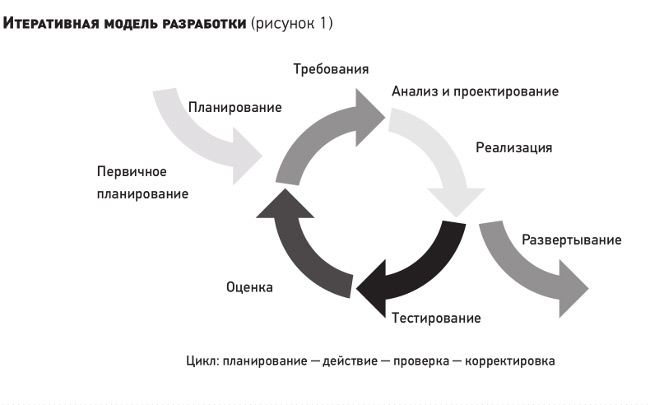 Итеративная модель разработки (рисунок 1)
Требования
Анализ и проектирование
Планирование
Реализация
Первичное
планирование
Развертывание
Оценка
Тестирование
Цикл: планирование — действие — проверка — корректировка